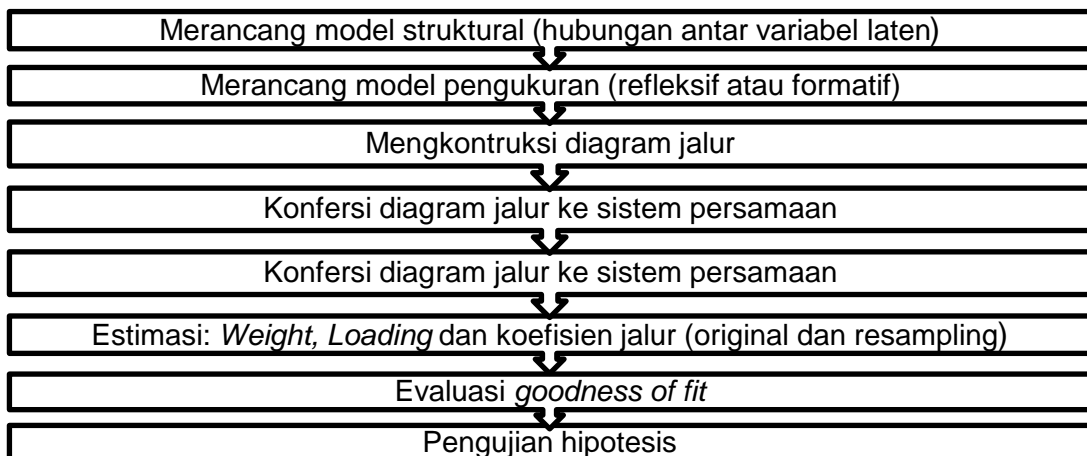 Merancang model struktural (hubungan antar variabel laten)
Merancang model pengukuran (refleksif atau formatif)
Mengkontruksi diagram jalur
Konfersi diagram jalur ke sistem persamaan
Konfersi diagram jalur ke sistem persamaan
Estimasi: Weight, Loading dan koefisien jalur (original dan resampling)
Evaluasi goodness of fit
Pengujian hipotesis